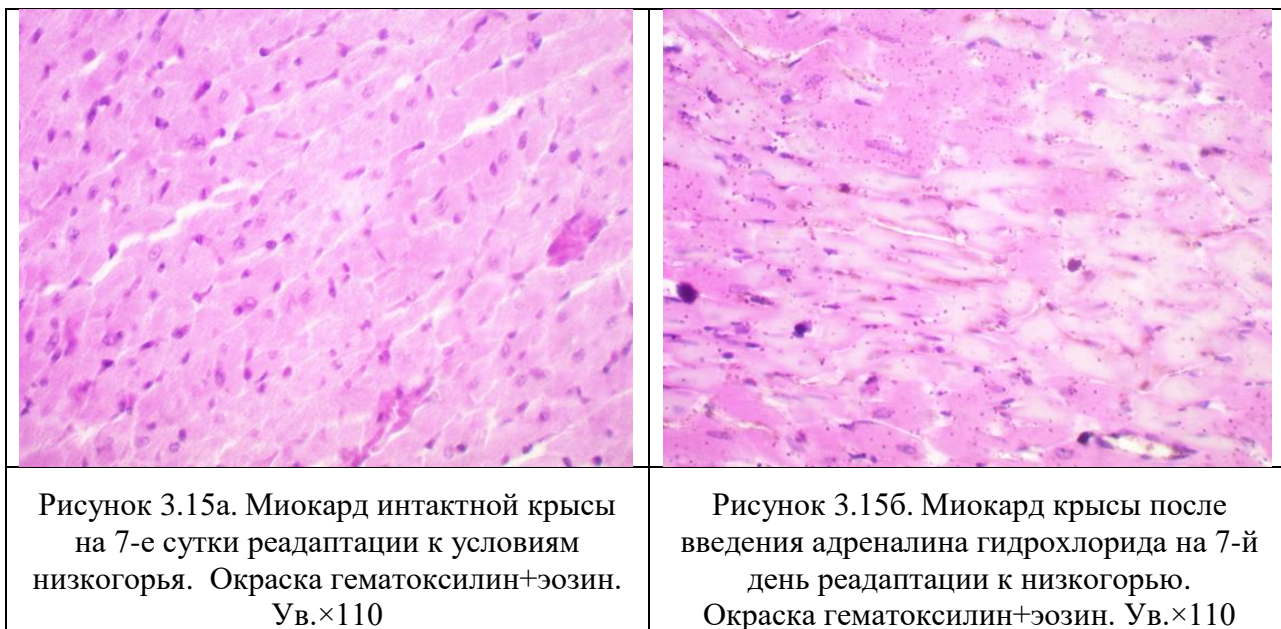 Рисунок 3.15а. Миокард интактной крысы
на 7-е сутки реадаптации к условиям
низкогорья. Окраска гематоксилин+эозин.
Ув.×110
Рисунок 3.15б. Миокард крысы после
введения адреналина гидрохлорида на 7-й
день реадаптации к низкогорью.
Окраска гематоксилин+эозин. Ув.×110